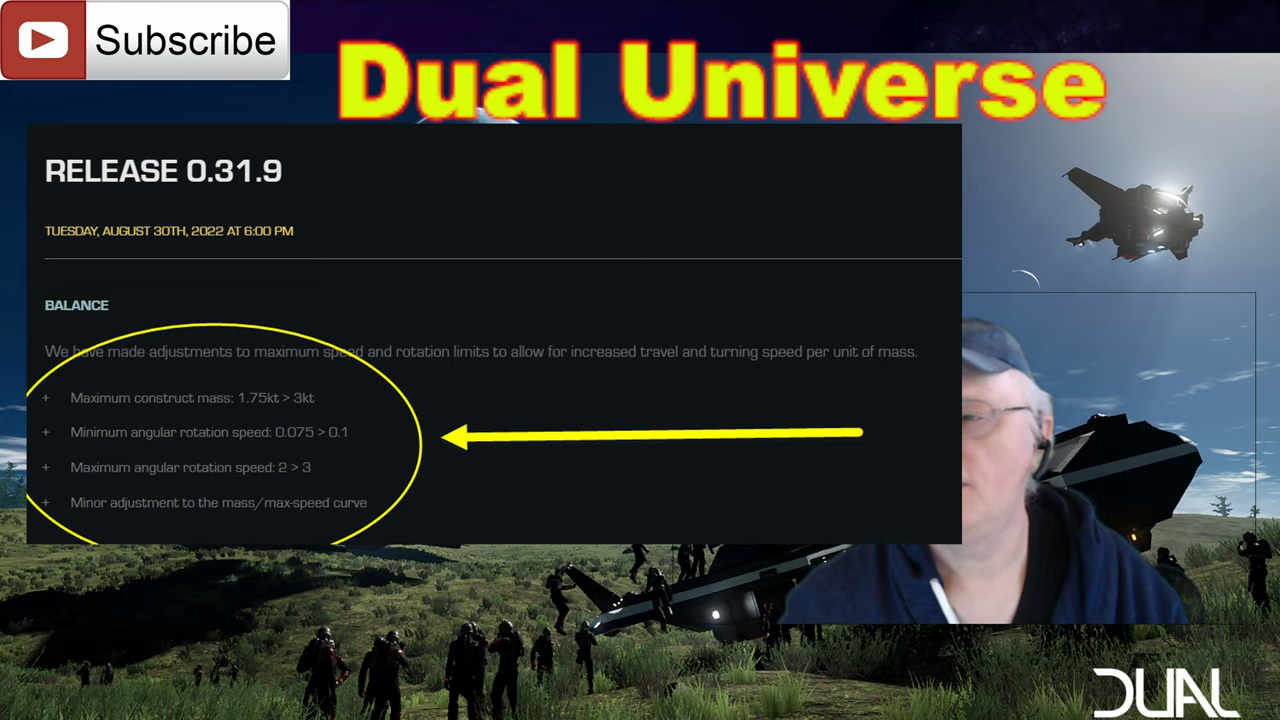 Subscribe
Dual Universe
RELEASE 0.31.9
TUESDAY, AUGUST 30TH, 2022 AT 6:00 PM
BALANCE
We have made adjustments to maximum speed and rotation limits to allow for increased travel and turning speed per unit of mass.
+ Maximum construct mass: 1.75kt > 3kt
+ Minimum angular rotation speed: 0.075 > 0.1
+ Maximum angular rotation speed: 2 > 3
+ Minor adjustment to the mass/max-speed curve
DUAL